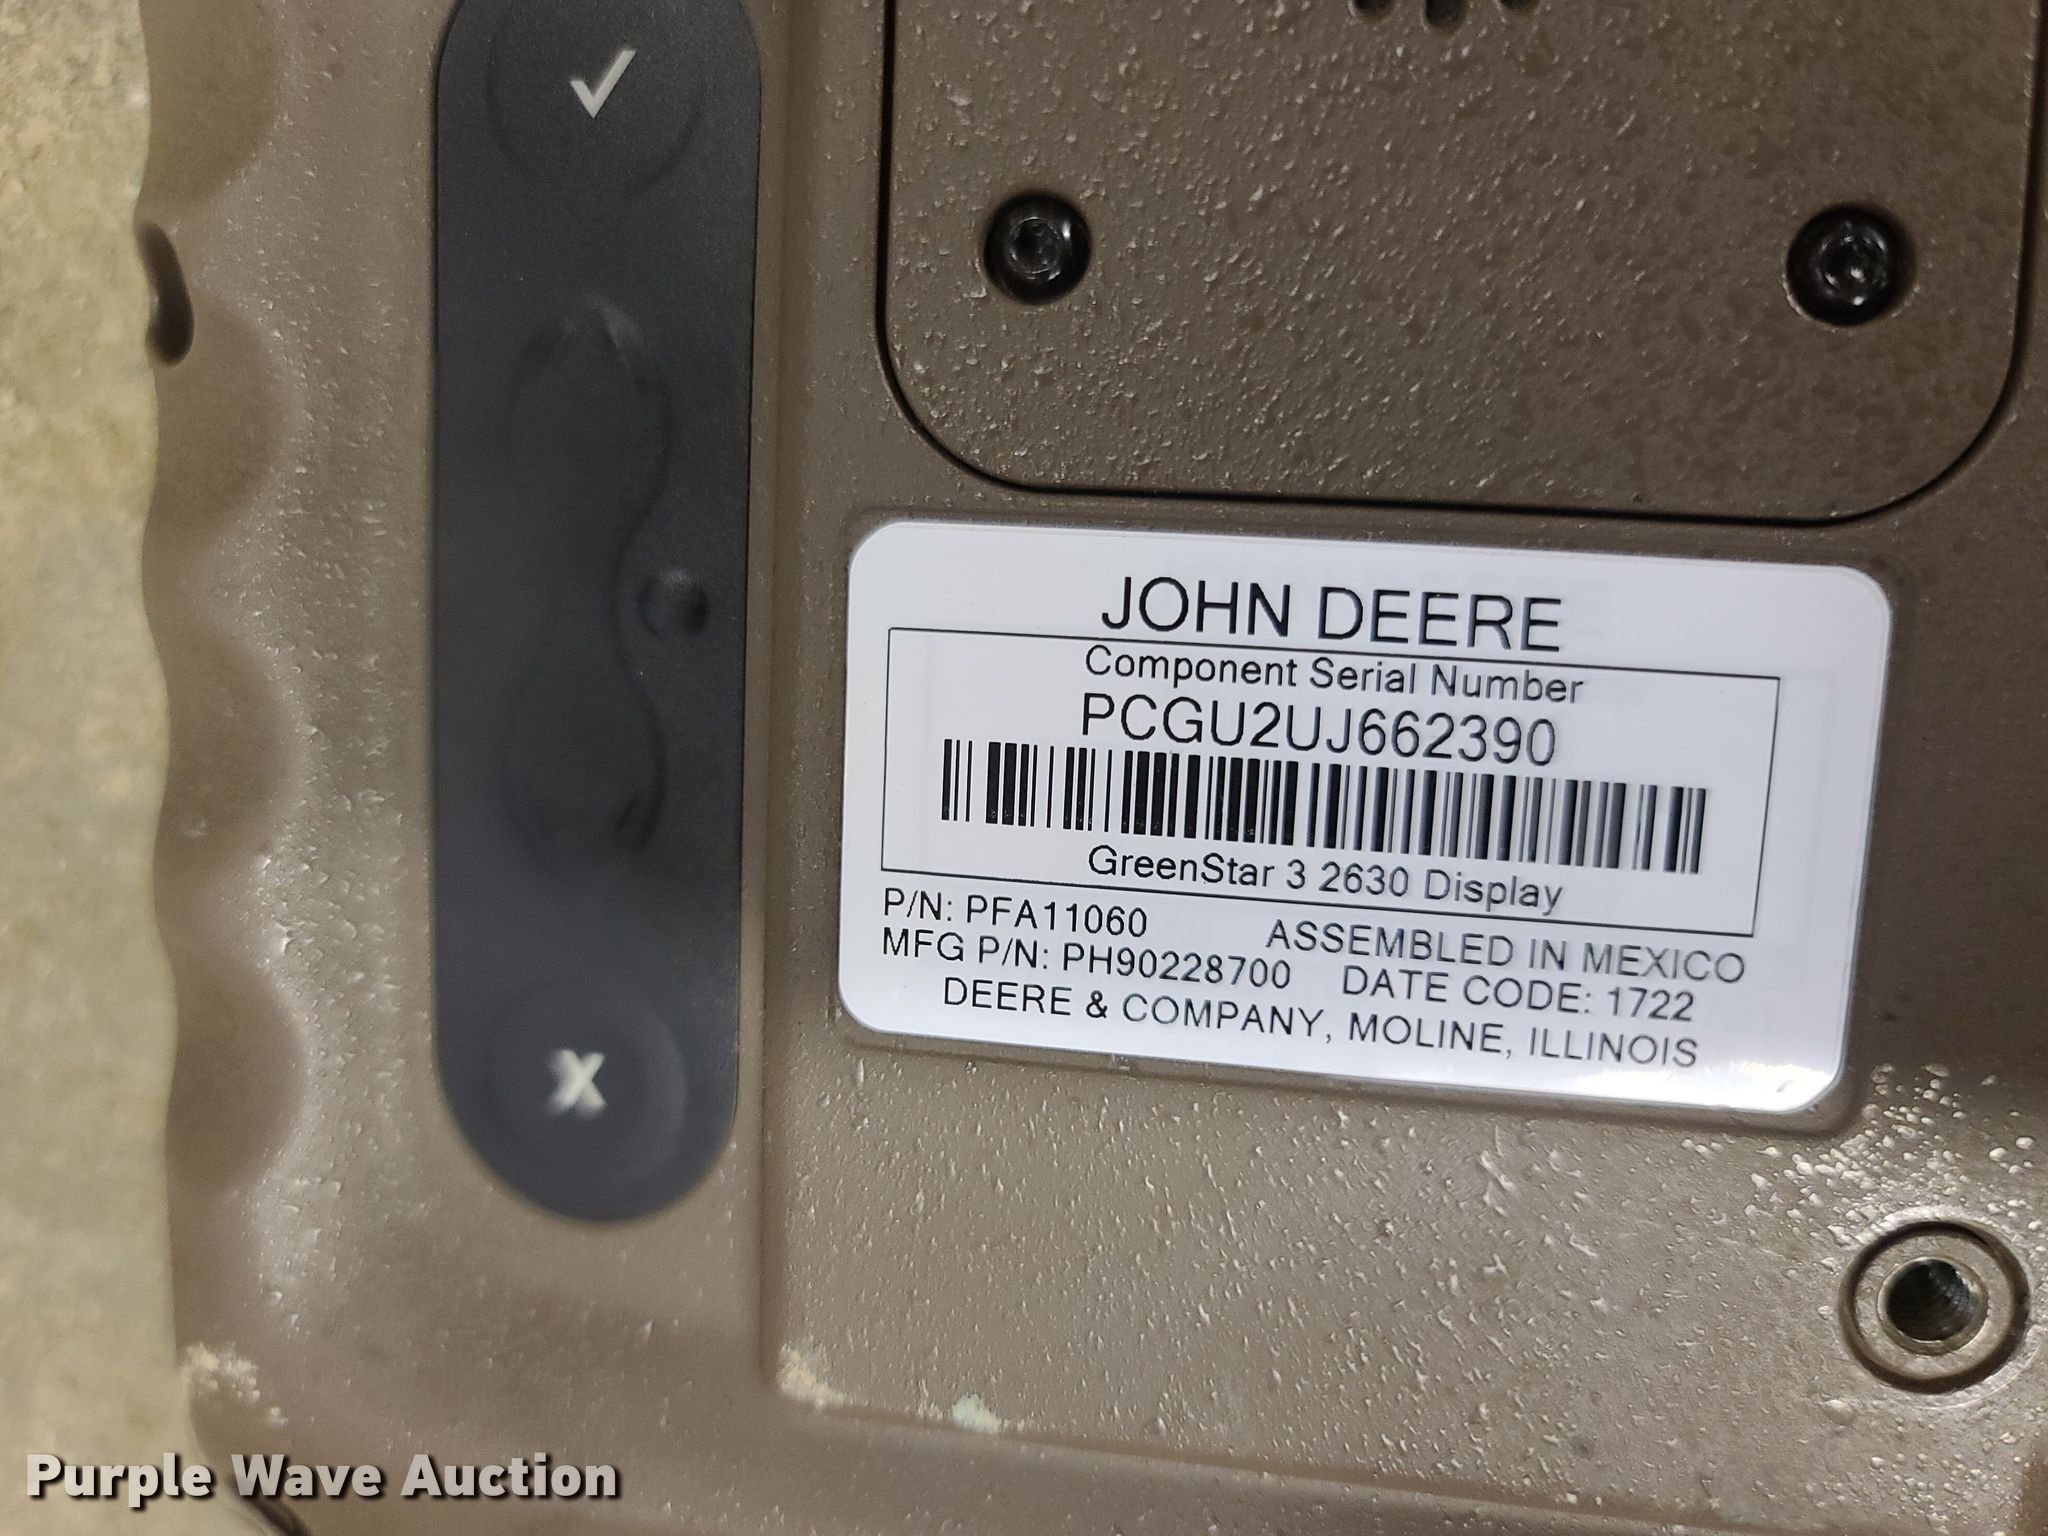 JOHN DEERE
Component Serial Number
PCGU2UJ662390
GreenStar 3 2630 Display
P/N: PFA11060
ASSEMBLED IN MEXICO
MFG P/N: PH90228700 DATE CODE: 1722
DEERE & COMPANY, MOLINE, ILLINOIS
Purple Wave Auction